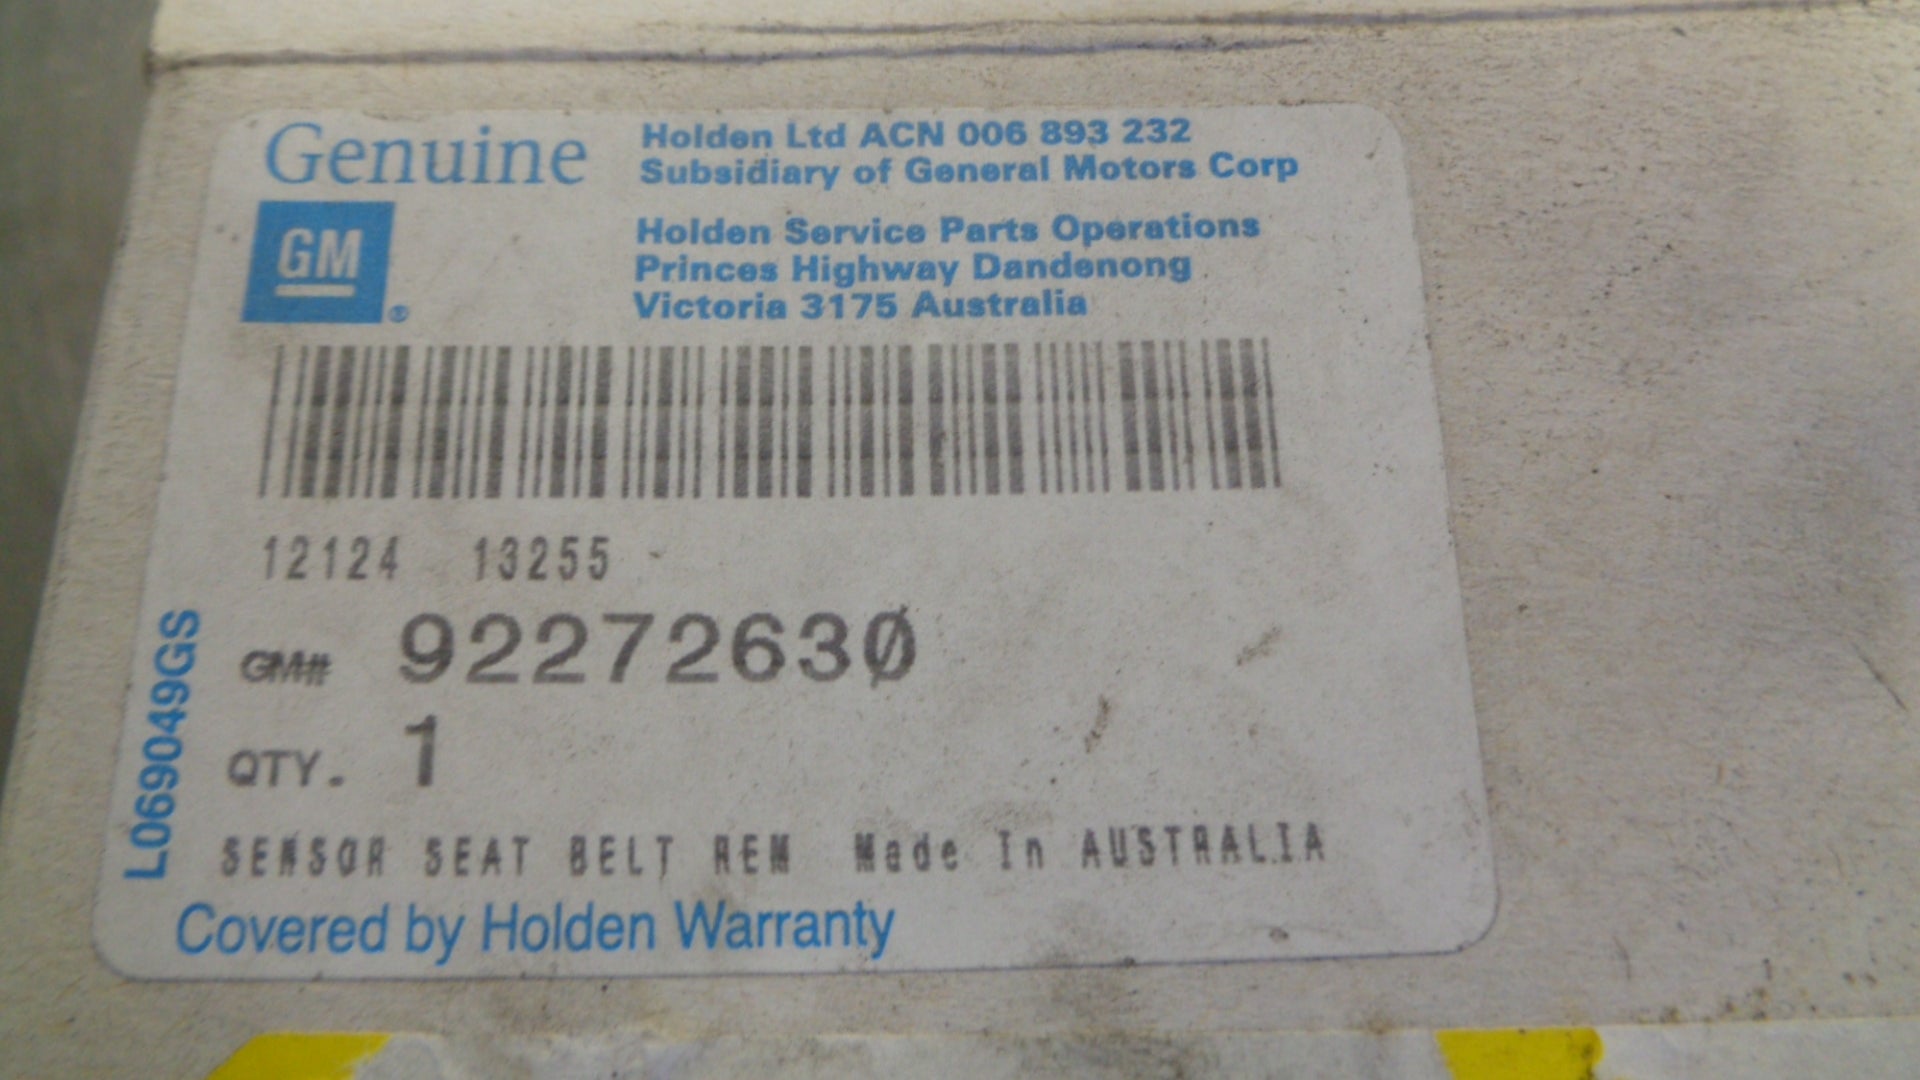 Genuine
GM
®
Holden Ltd ACN 006 893 232
Subsidiary of General Motors Corp
Holden Service Parts Operations
Princes Highway Dandenong
Victoria 3175 Australia
12124 13255
GM# 92272630
QTY. 1
SENSOR SEAT BELT REM Made In AUSTRALIA
Covered by Holden Warranty
L069049GS